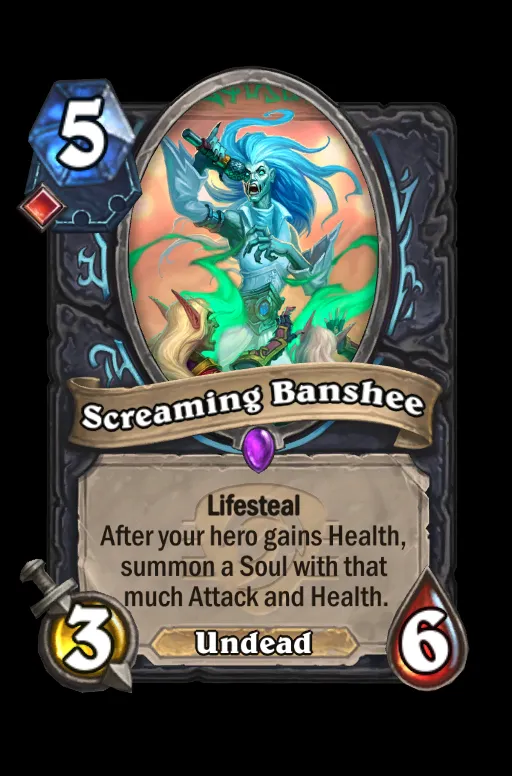 5
Screaming Banshee
Lifesteal
After your hero gains Health,
summon a Soul with that
much Attack and Health.
3
Undead
6